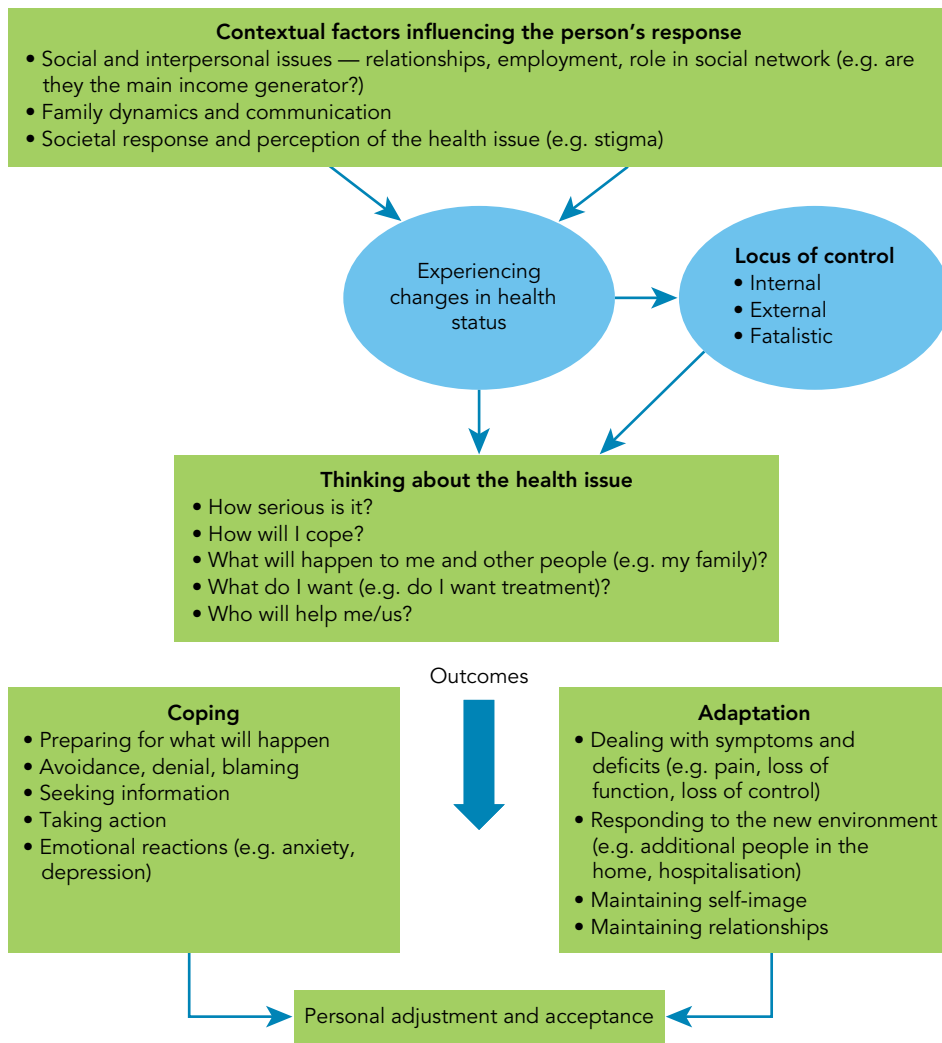 Contextual factors influencing the person's response
• Social and interpersonal issues — relationships, employment, role in social network (e.g. are
they the main income generator?)
• Family dynamics and communication
• Societal response and perception of the health issue (e.g. stigma)
Experiencing
changes in health
status
Locus of control
• Internal
• External
• Fatalistic
Thinking about the health issue
• How serious is it?
• How will I cope?
• What will happen to me and other people (e.g. my family)?
• What do I want (e.g. do I want treatment)?
• Who will help me/us?
Outcomes
Coping
• Preparing for what will happen
• Avoidance, denial, blaming
• Seeking information
• Taking action
• Emotional reactions (e.g. anxiety,
depression)
Adaptation
• Dealing with symptoms and
deficits (e.g. pain, loss of
function, loss of control)
• Responding to the new environment
(e.g. additional people in the
home, hospitalisation)
• Maintaining self-image
• Maintaining relationships
Personal adjustment and acceptance